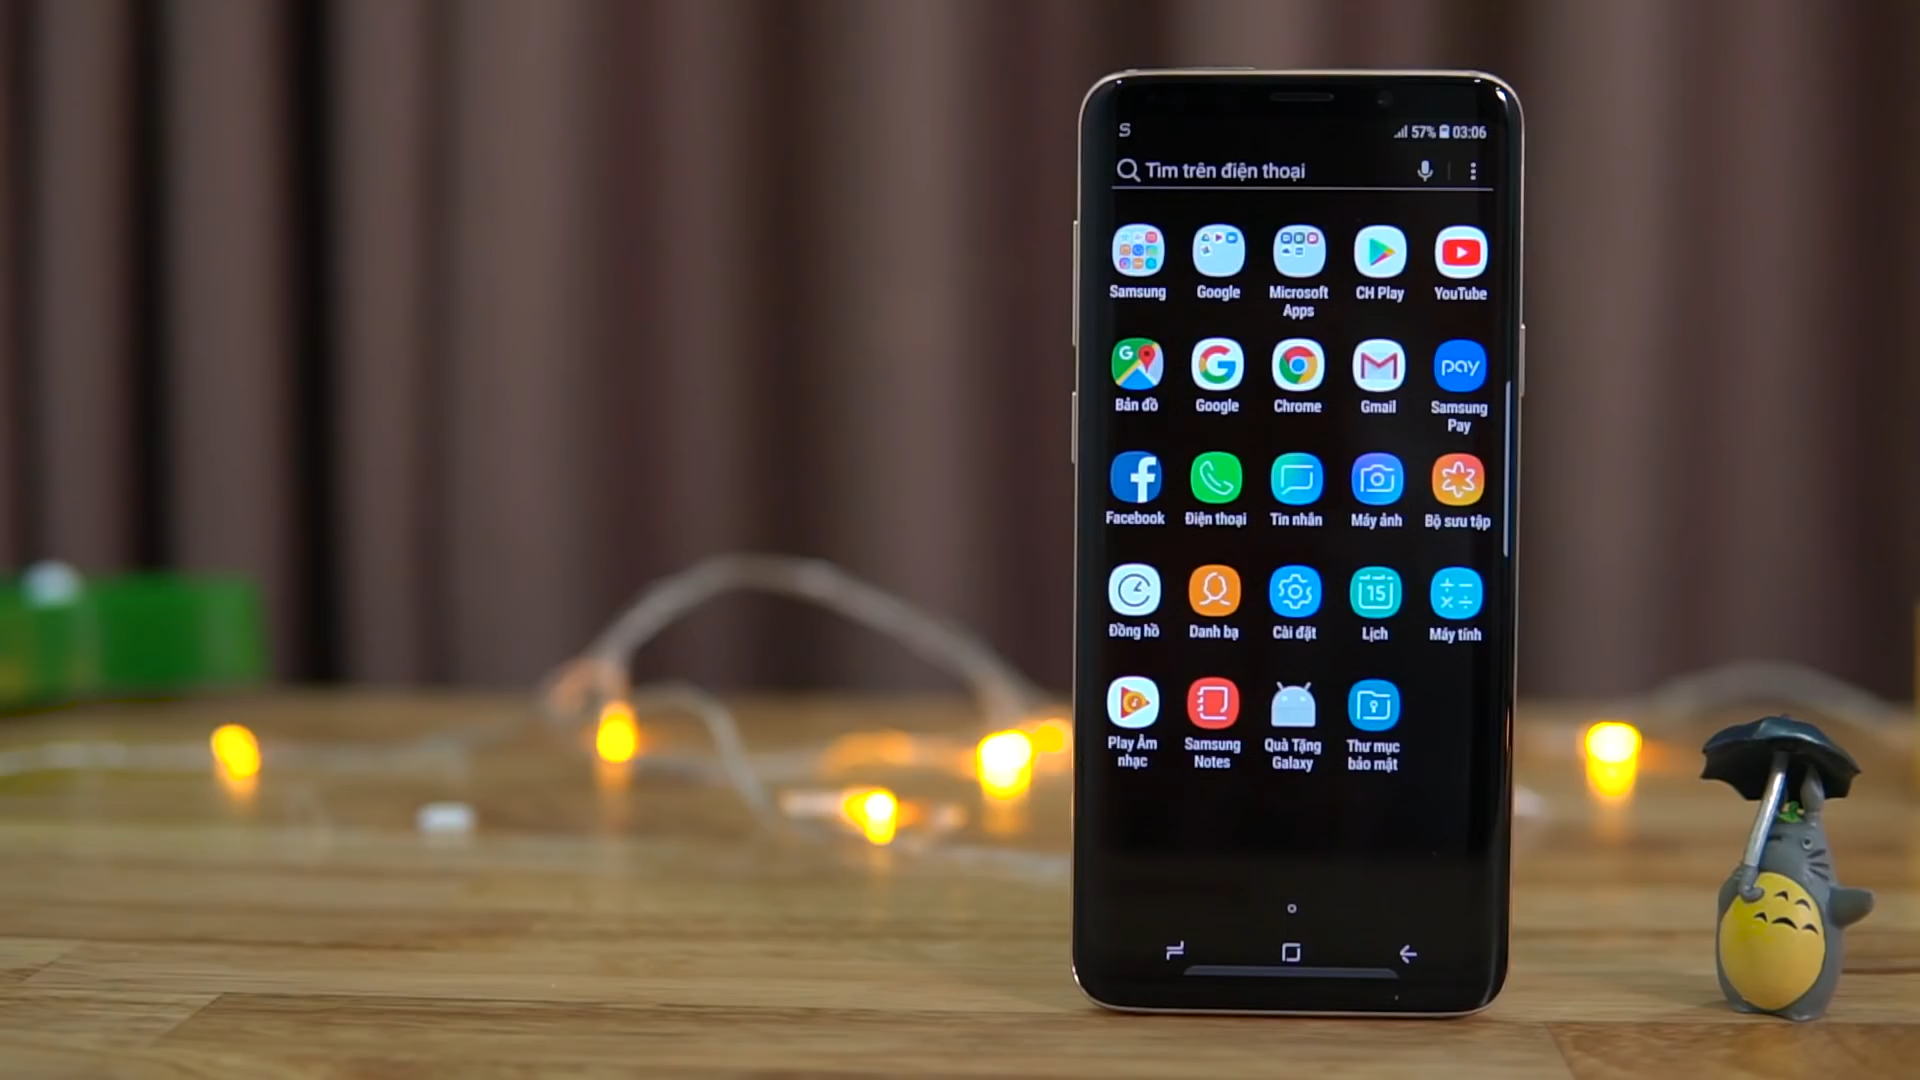 S
57% 03:06
Tìm trên điện thoại
Samsung Google Microsoft Apps CH Play YouTube
G
pay
Bản đồ Google Chrome Gmail Samsung Pay
Facebook Điện thoại Tin nhắn Máy ảnh Bộ sưu tập
15
Đồng hồ Danh bạ Cài đặt Lịch Máy tính
Play Âm nhạc Samsung Notes Quà Tặng Galaxy Thư mục bảo mật